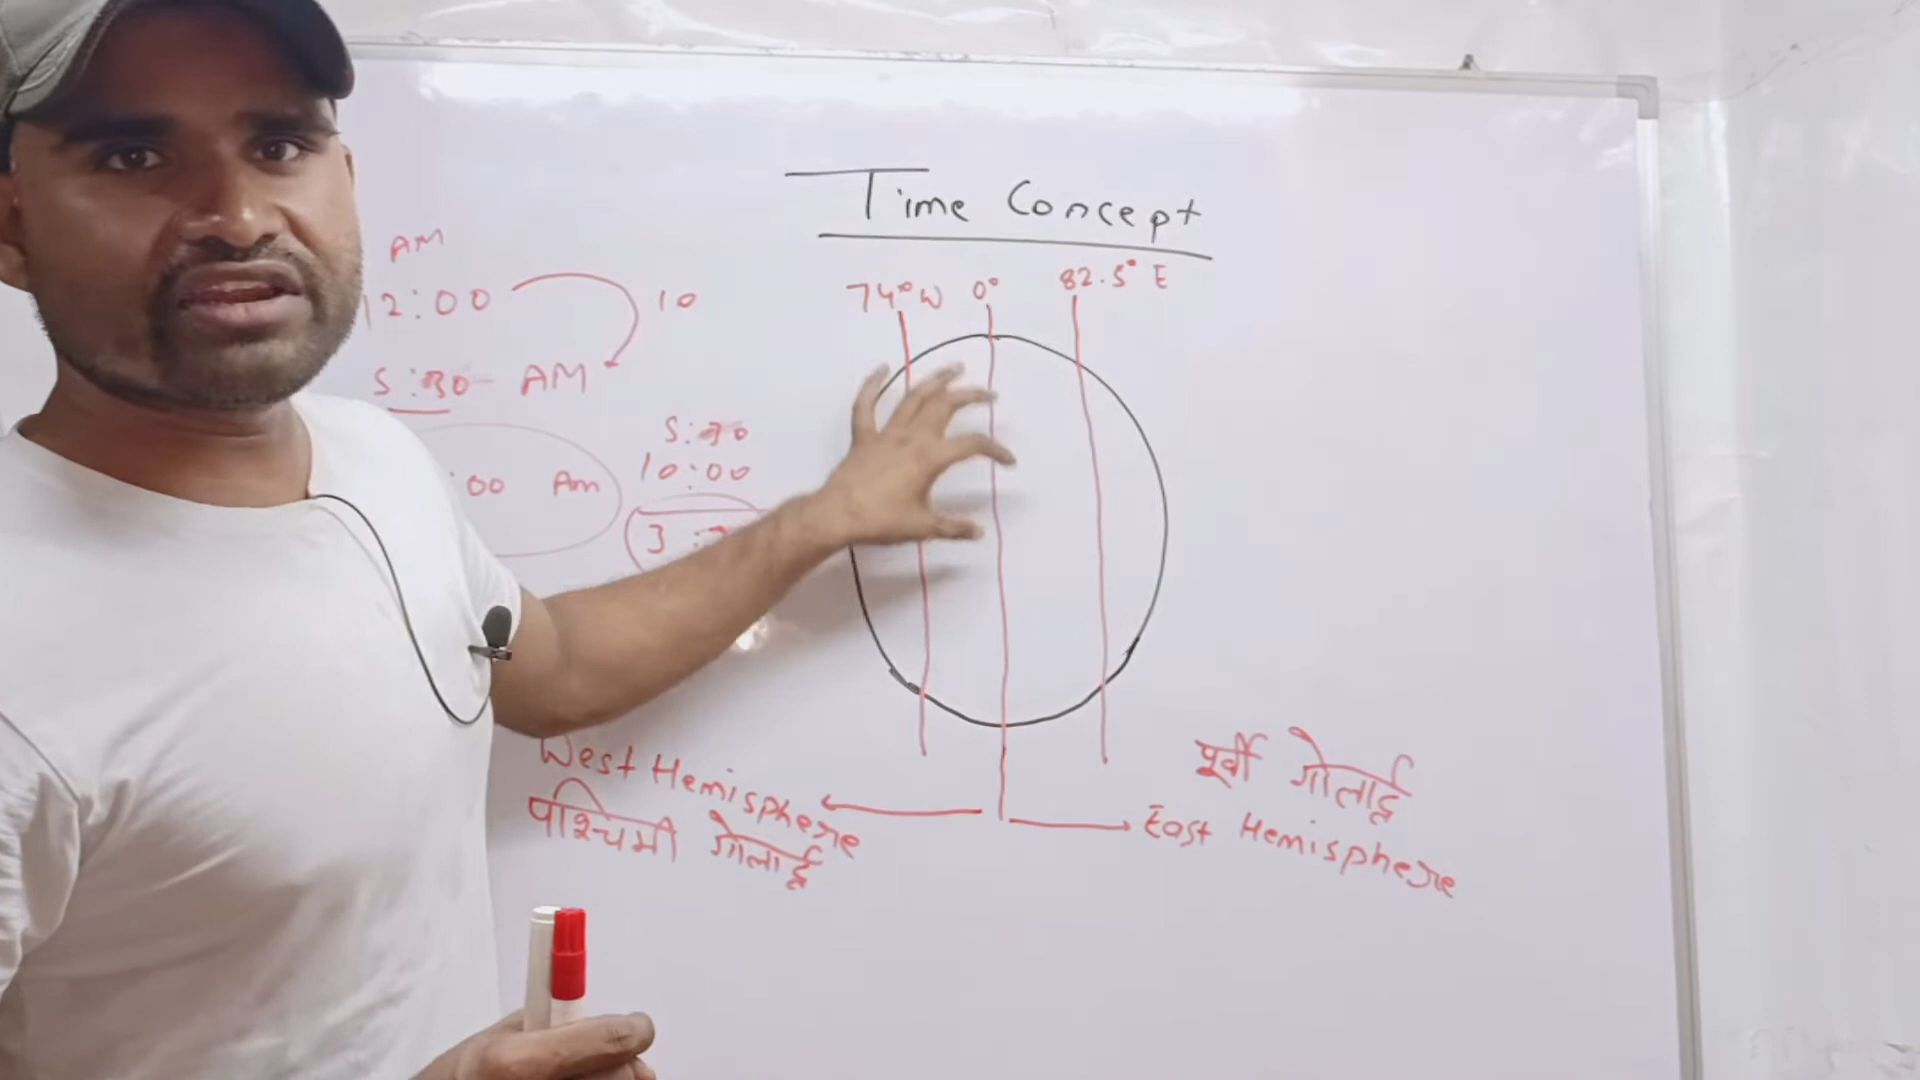 Time Concept
74° W 0° 82.5° E
AM
12:00 10
5:30 AM
5:30
:00 Am 10:00
3:
West Hemisphere
पश्चिमी गोलार्द्ध
पूर्वी गोलार्द्ध
East Hemisphere